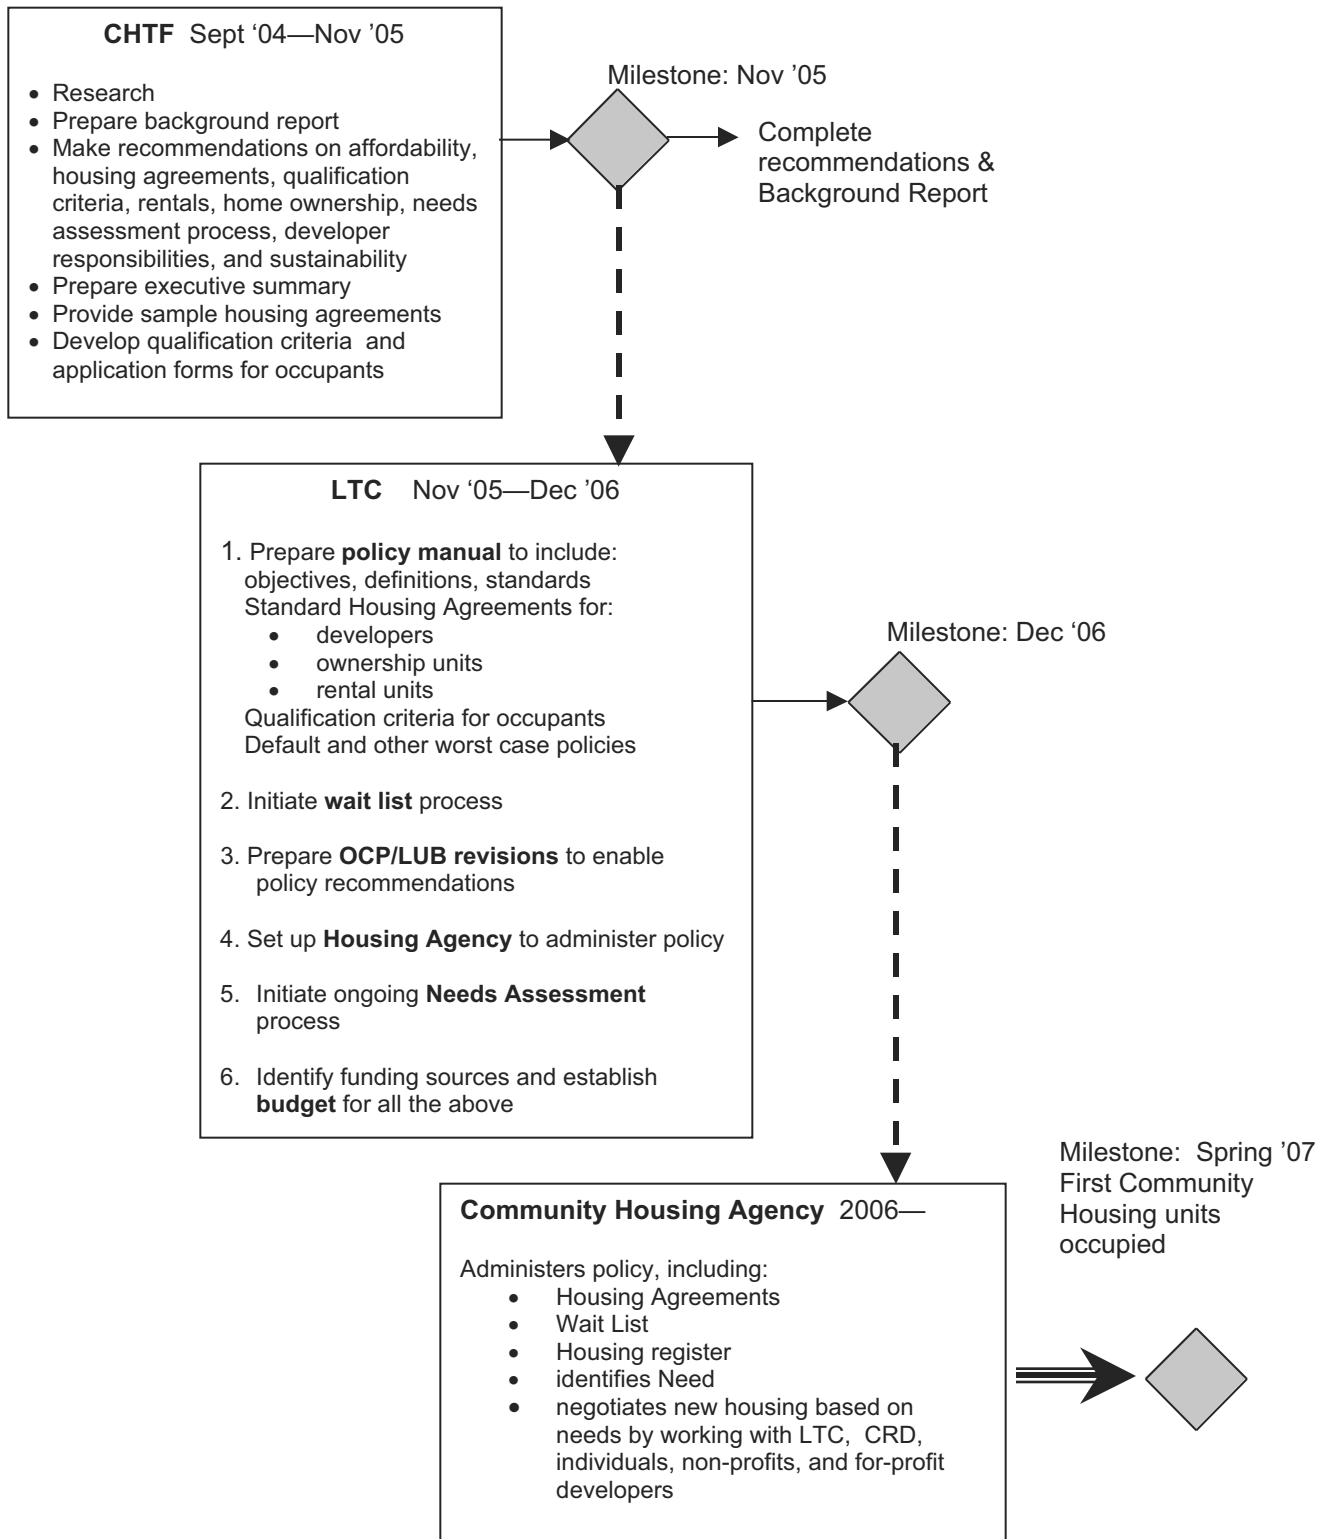 CHTF Sept ‘04—Nov ’05
• Research
• Prepare background report
• Make recommendations on affordability,
housing agreements, qualification
criteria, rentals, home ownership, needs
assessment process, developer
responsibilities, and sustainability
• Prepare executive summary
• Provide sample housing agreements
• Develop qualification criteria and
application forms for occupants
Milestone: Nov ’05
Complete
recommendations &
Background Report
LTC Nov ‘05—Dec ’06
1. Prepare policy manual to include:
objectives, definitions, standards
Standard Housing Agreements for:
• developers
• ownership units
• rental units
Qualification criteria for occupants
Default and other worst case policies
2. Initiate wait list process
3. Prepare OCP/LUB revisions to enable
policy recommendations
4. Set up Housing Agency to administer policy
5. Initiate ongoing Needs Assessment
process
6. Identify funding sources and establish
budget for all the above
Milestone: Dec ‘06
Community Housing Agency 2006—
Administers policy, including:
• Housing Agreements
• Wait List
• Housing register
• identifies Need
• negotiates new housing based on
needs by working with LTC, CRD,
individuals, non-profits, and for-profit
developers
Milestone: Spring ’07
First Community
Housing units
occupied